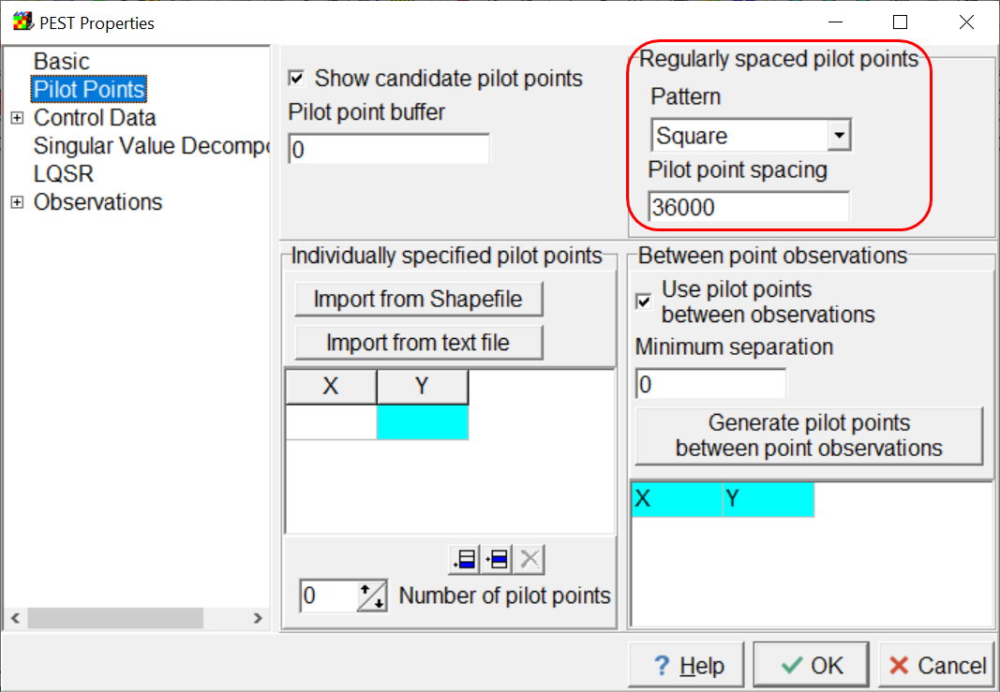 PEST Properties
Basic
Pilot Points
Control Data
Singular Value Decompo
LQSR
Observations
Show candidate pilot points
Pilot point buffer
0
Regularly spaced pilot points
Pattern
Square
Pilot point spacing
36000
Individually specified pilot points
Import from Shapefile
Import from text file
X Y
0 Number of pilot points
Between point observations
Use pilot points
between observations
Minimum separation
0
Generate pilot points
between point observations
X Y
? Help
OK
Cancel